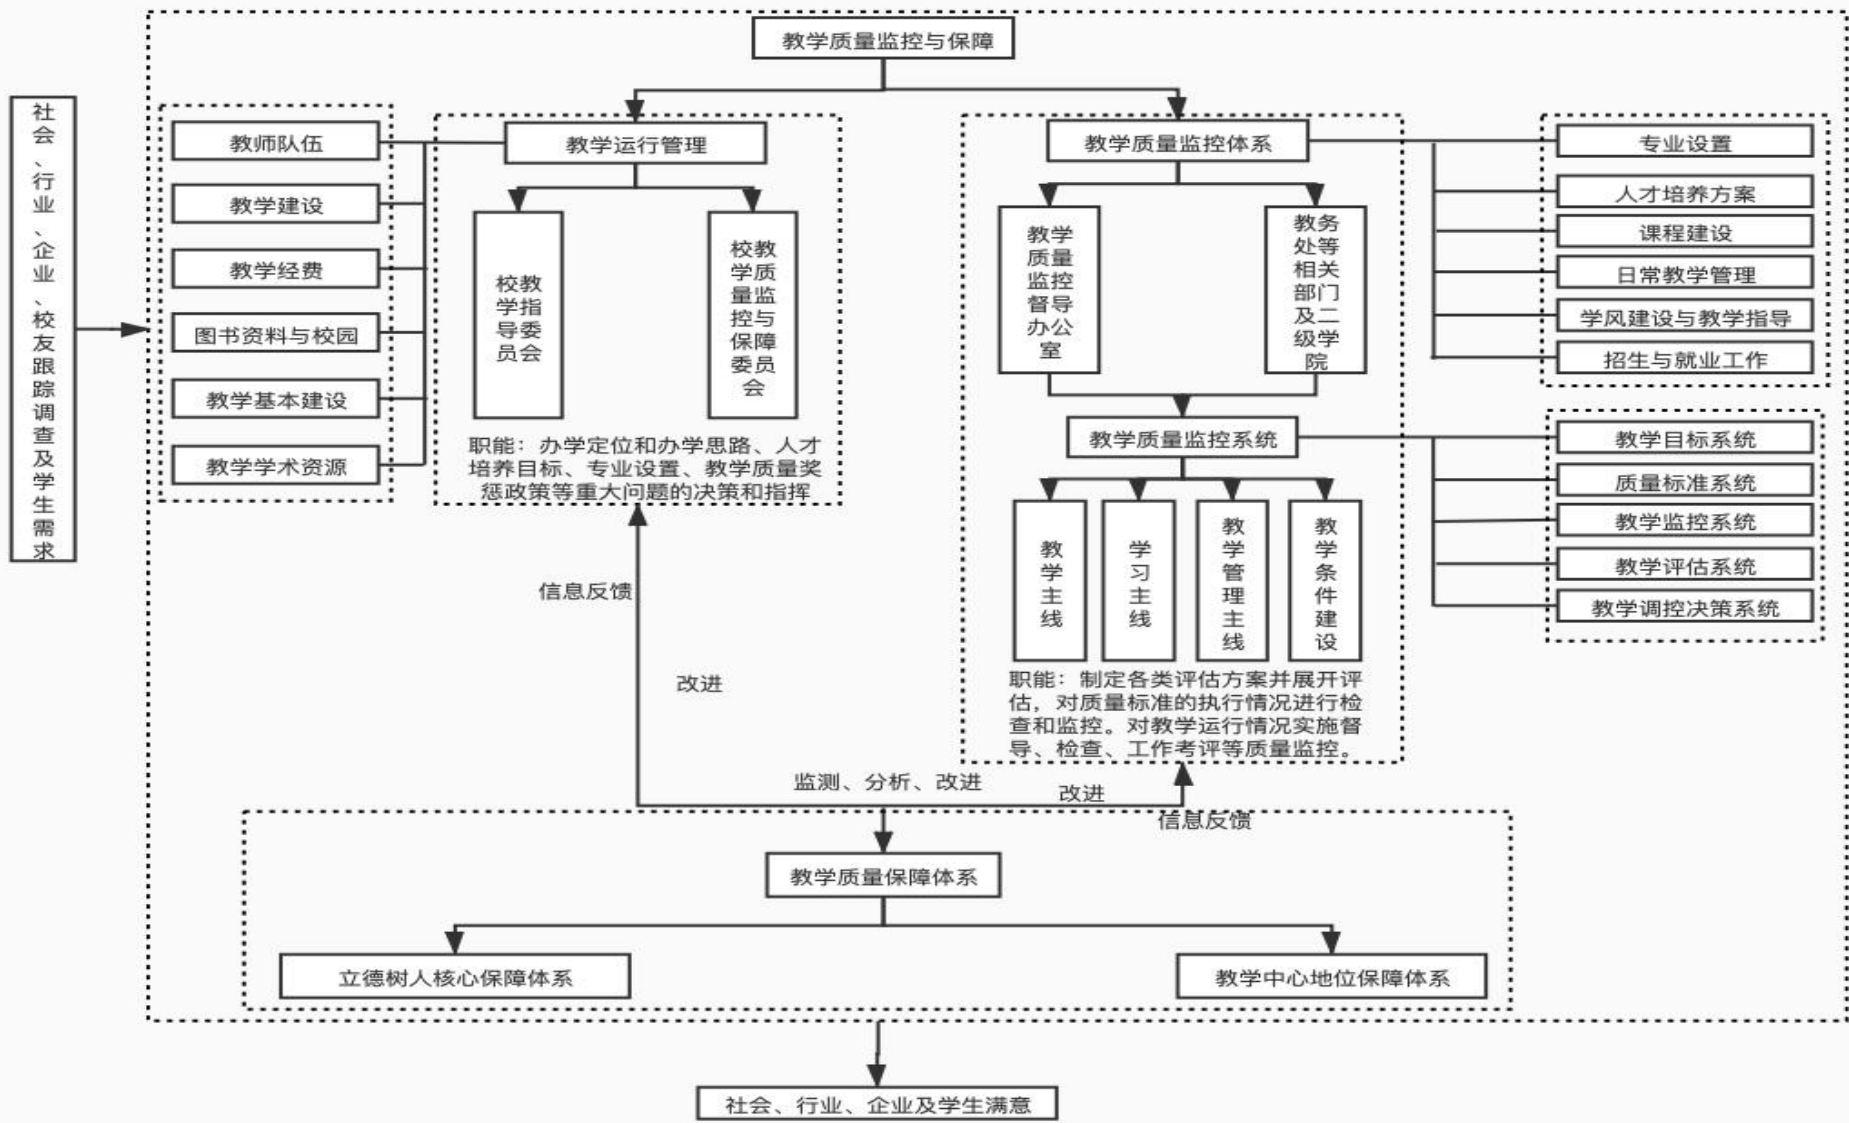 教学质量监控与保障
社会、行业、企业、校友跟踪调查及学生需求
教师队伍
教学建设
教学经费
图书资料与校园
教学基本建设
教学学术资源
教学运行管理
校教
学指
导委
员会
校教
学质
量监
控与
保障
委员
会
职能：办学定位和办学思路、人才
培养目标、专业设置、教学质量奖
惩政策等重大问题的决策和指挥
教学质量监控体系
教学
质量
监控
督导
办公
室
教务
处等
相关
部门
及二
级学
院
教学质量监控系统
教学主线
学习主线
教学管理主线
教学条件建设
职能：制定各类评估方案并展开评
估，对质量标准的执行情况进行检
查和监控。对教学运行情况实施督
导、检查、工作考评等质量监控。
专业设置
人才培养方案
课程建设
日常教学管理
学风建设与教学指导
招生与就业工作
教学目标系统
质量标准系统
教学监控系统
教学评估系统
教学调控决策系统
信息反馈
改进
监测、分析、改进
改进
信息反馈
教学质量保障体系
立德树人核心保障体系
教学中心地位保障体系
社会、行业、企业及学生满意